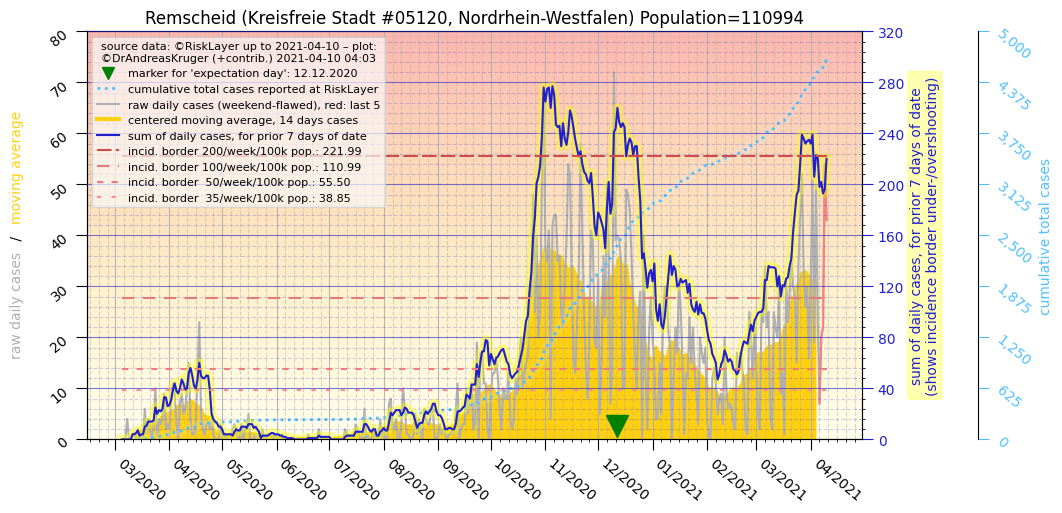 Remscheid (Kreisfreie Stadt #05120, Nordrhein-Westfalen) Population=110994
source data: ©RiskLayer up to 2021-04-10 – plot:
©DrAndreasKruger (+contrib.) 2021-04-10 04:03
marker for 'expectation day': 12.12.2020
cumulative total cases reported at RiskLayer
raw daily cases (weekend-flawed), red: last 5
centered moving average, 14 days cases
sum of daily cases, for prior 7 days of date
incid. border 200/week/100k pop.: 221.99
incid. border 100/week/100k pop.: 110.99
incid. border  50/week/100k pop.: 55.50
incid. border  35/week/100k pop.: 38.85
raw daily cases / moving average
80
70
60
50
40
30
20
10
0
03/2020
04/2020
05/2020
06/2020
07/2020
08/2020
09/2020
10/2020
11/2020
12/2020
01/2021
02/2021
03/2021
04/2021
320
280
240
200
160
120
80
40
0
sum of daily cases, for prior 7 days of date
(shows incidence border under-/overshooting)
5,000
4,375
3,750
3,125
2,500
1,875
1,250
625
0
cumulative total cases